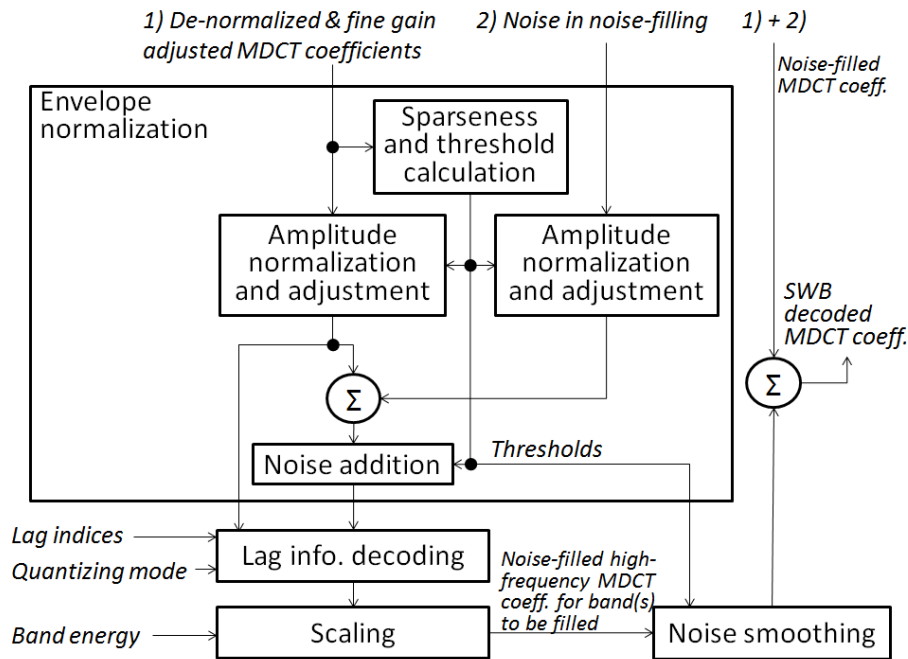 1) De-normalized & fine gain
adjusted MDCT coefficients
2) Noise in noise-filling
1) + 2)
Noise-filled
MDCT coeff.
Envelope
normalization
Sparseness
and threshold
calculation
Amplitude
normalization
and adjustment
Amplitude
normalization
and adjustment
SWB
decoded
MDCT coeff.
Σ
Σ
Noise addition
Thresholds
Lag indices
Quantizing mode
Lag info. decoding
Noise-filled high-
frequency MDCT
coeff. for band(s)
to be filled
Band energy
Scaling
Noise smoothing